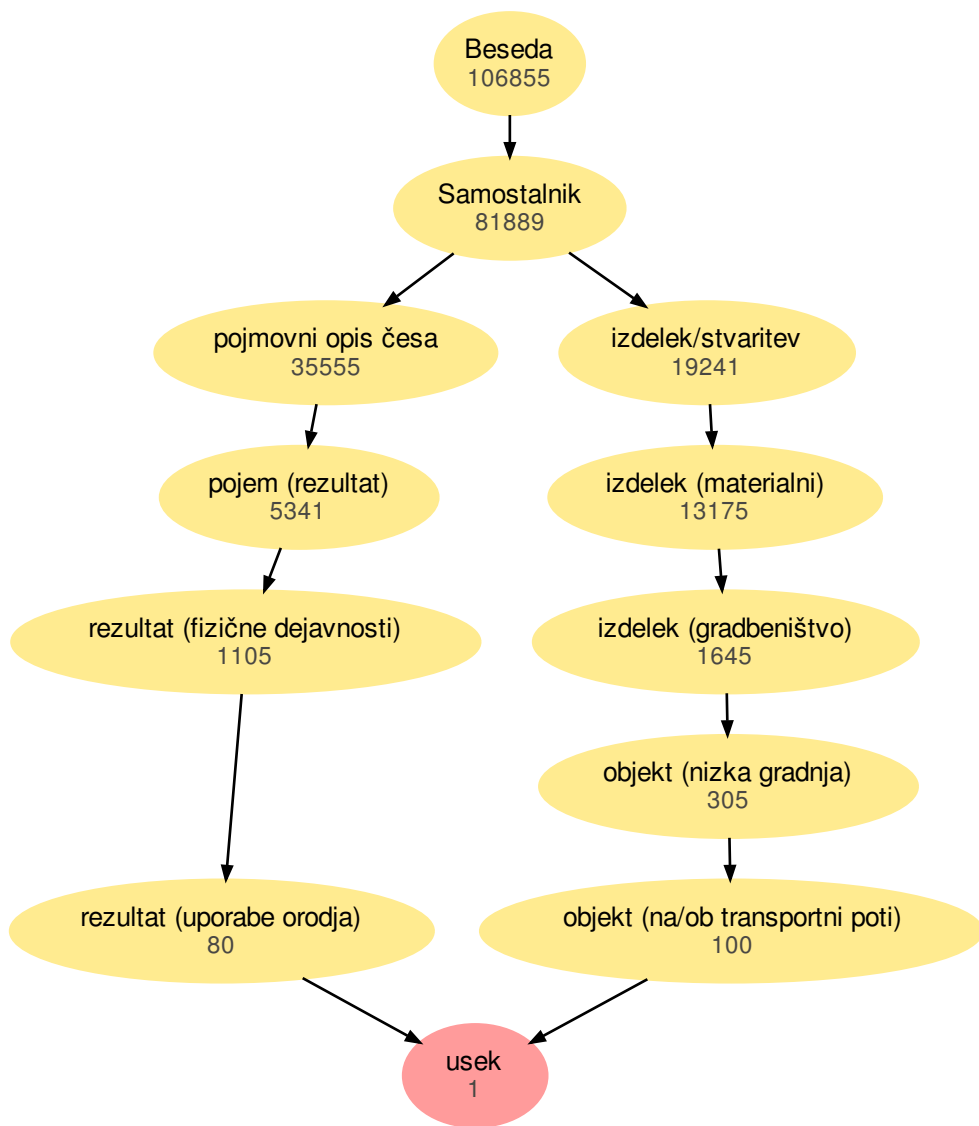 Beseda
106855
Samostalnik
81889
pojmovni opis česa
35555
izdelek/stvaritev
19241
pojem (rezultat)
5341
izdelek (materialni)
13175
rezultat (fizične dejavnosti)
1105
izdelek (gradbeništvo)
1645
objekt (nizka gradnja)
305
rezultat (uporabe orodja)
80
objekt (na/ob transportni poti)
100
usek
1